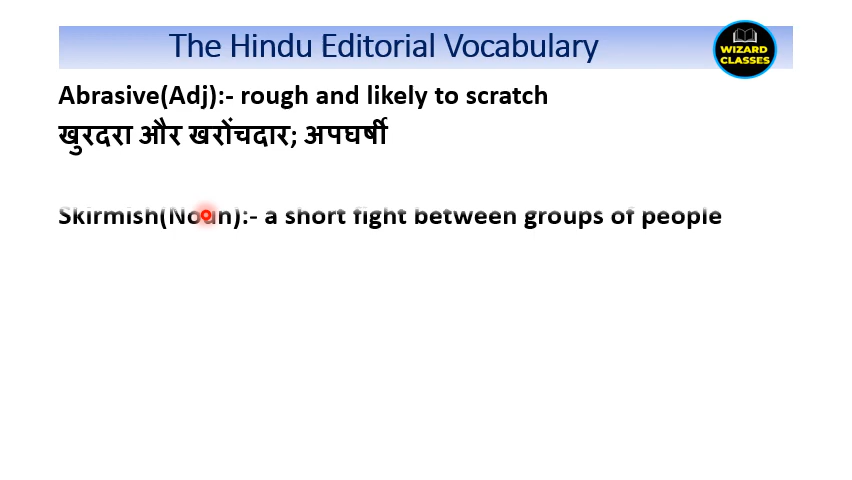 The Hindu Editorial Vocabulary
WIZARD
CLASSES
Abrasive(Adj):- rough and likely to scratch
खुरदरा और खरोंचदार; अपघर्षी
Skirmish(Noun):- a short fight between groups of people